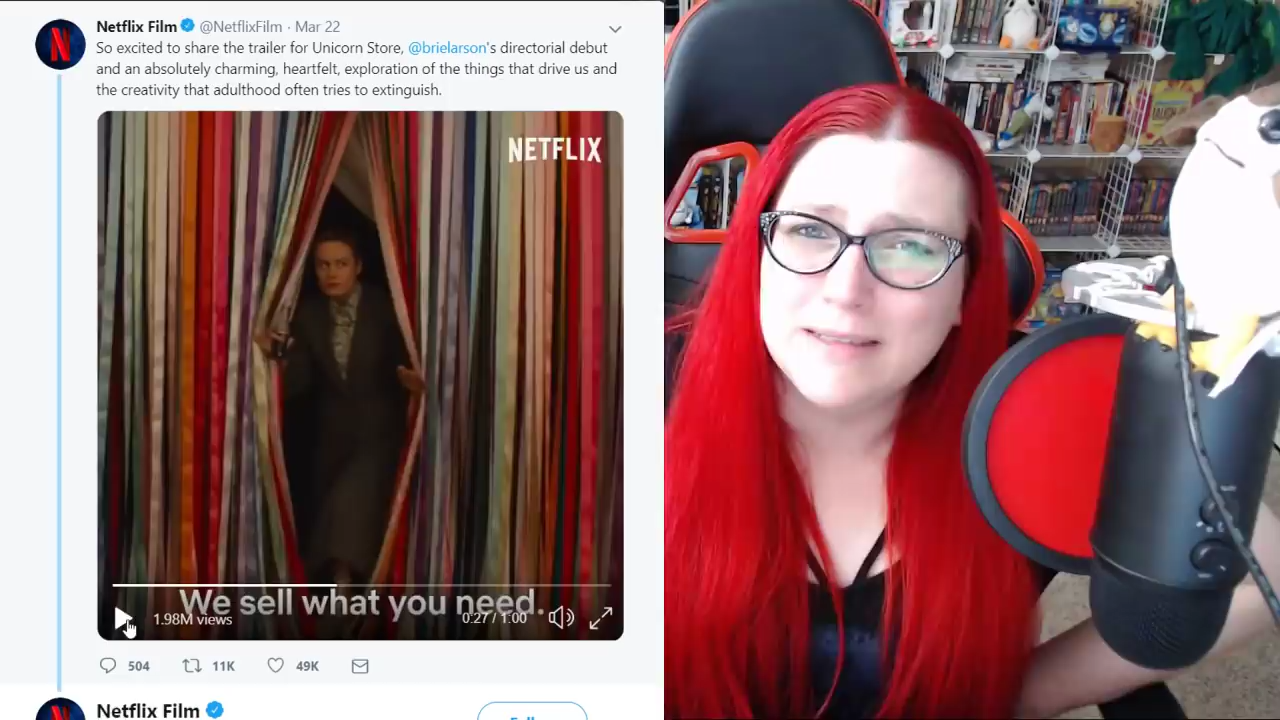 Netflix Film @NetflixFilm · Mar 22
So excited to share the trailer for Unicorn Store, @brielarson's directorial debut
and an absolutely charming, heartfelt, exploration of the things that drive us and
the creativity that adulthood often tries to extinguish.
NETFLIX
We sell what you need.
1.98M views
0:27 / 1:00
504 11K 49K
Netflix Film